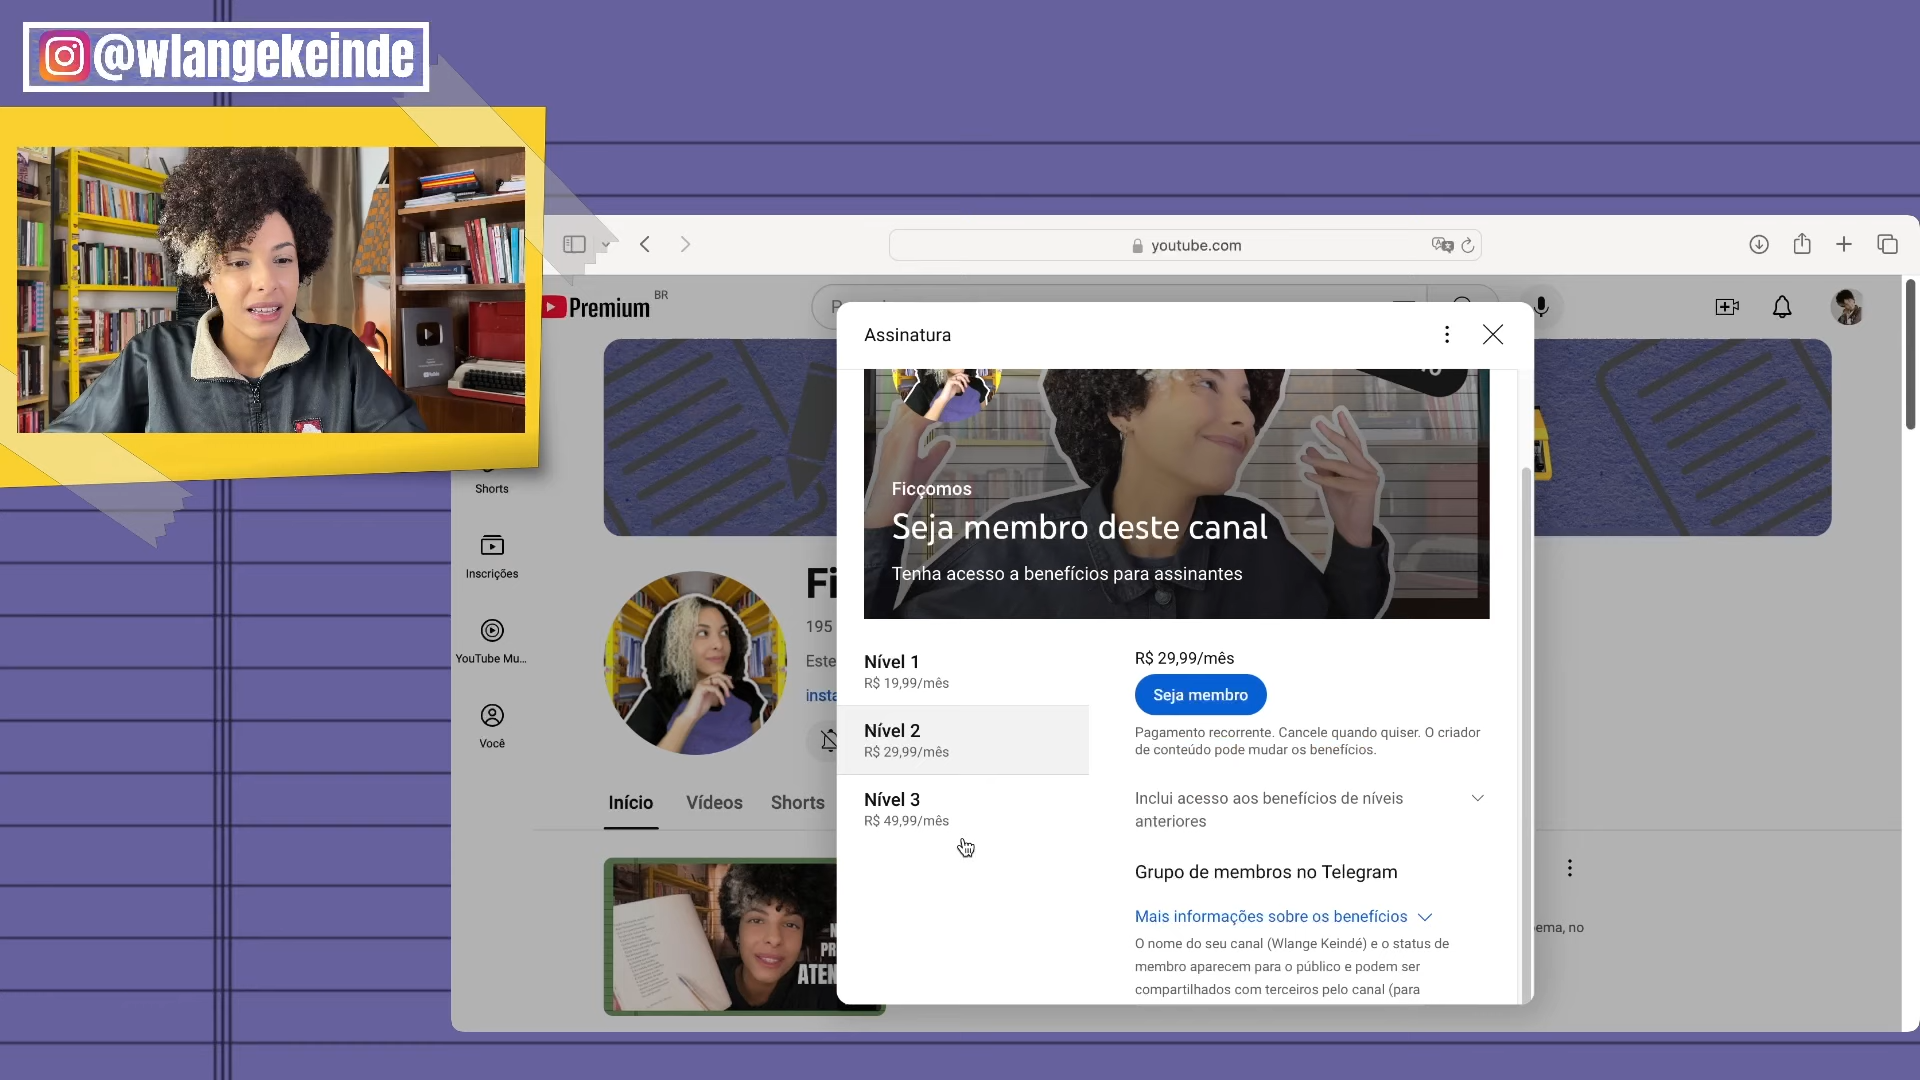 @wlangekeinde
youtube.com
Premium
BR
Assinatura
Shorts
Inscrições
YouTube Mu...
Você
Ficçomos
Seja membro deste canal
Tenha acesso a benefícios para assinantes
Fi
195
Este
insta
Início
Vídeos
Shorts
Nível 1
R$ 19,99/mês
Nível 2
R$ 29,99/mês
Nível 3
R$ 49,99/mês
R$ 29,99/mês
Seja membro
Pagamento recorrente. Cancele quando quiser. O criador
de conteúdo pode mudar os benefícios.
Inclui acesso aos benefícios de níveis
anteriores
Grupo de membros no Telegram
Mais informações sobre os benefícios
O nome do seu canal (Wlange Keindé) e o status de
membro aparecem para o público e podem ser
compartilhados com terceiros pelo canal (para
ema, no